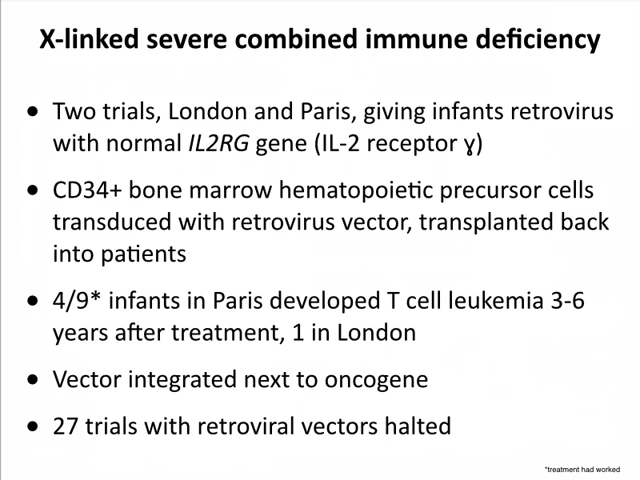 X-linked severe combined immune deficiency
• Two trials, London and Paris, giving infants retrovirus
with normal IL2RG gene (IL-2 receptor ɣ)
• CD34+ bone marrow hematopoietic precursor cells
transduced with retrovirus vector, transplanted back
into patients
• 4/9* infants in Paris developed T cell leukemia 3-6
years after treatment, 1 in London
• Vector integrated next to oncogene
• 27 trials with retroviral vectors halted
*treatment had worked